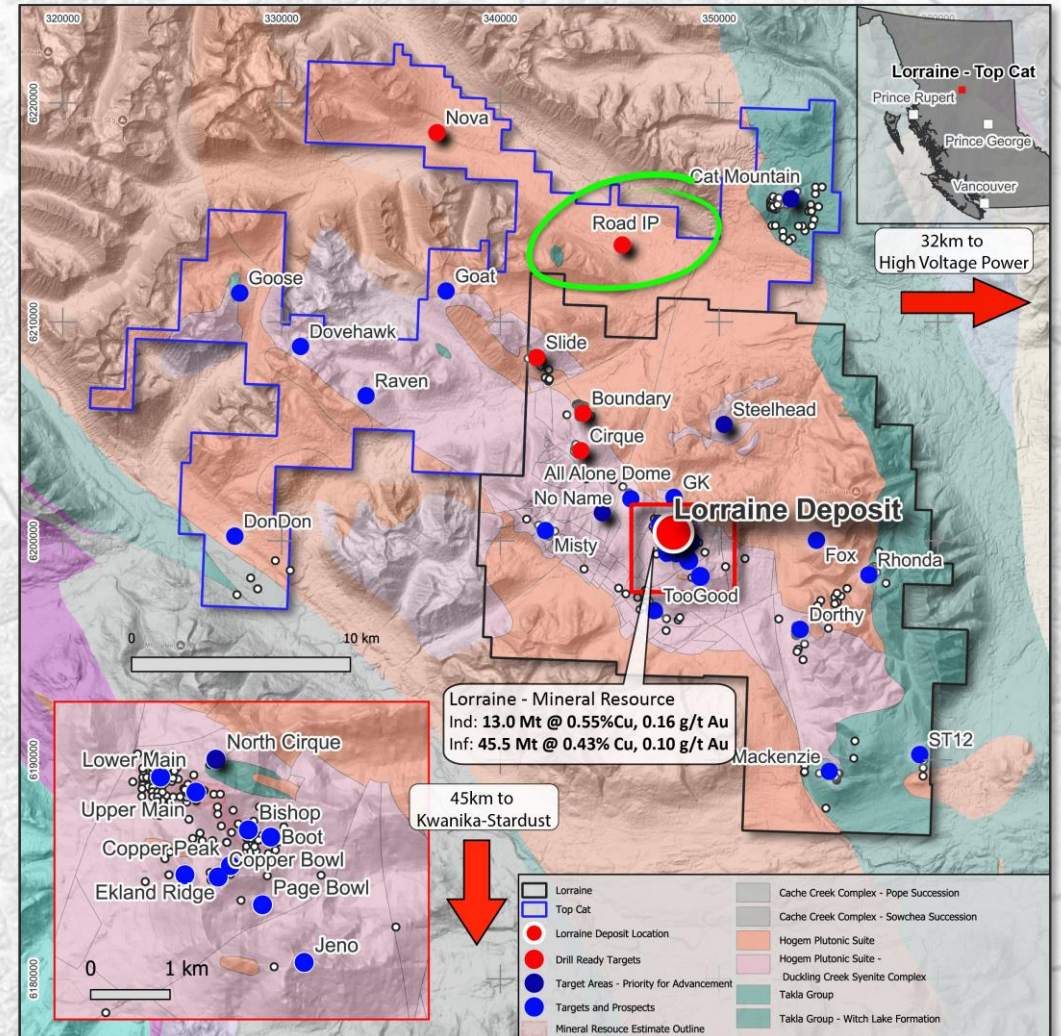 320000
330000
340000
350000
6220000
6210000
6200000
6190000
6180000
Lorraine - Top Cat
Prince Rupert
Prince George
Vancouver
Nova
Cat Mountain
Road IP
32km to
High Voltage Power
Goose
Goat
Dovehawk
Slide
Raven
Boundary
Steelhead
Cirque
All Alone Dome
GK
No Name
Lorraine Deposit
DonDon
Misty
Fox
Rhonda
TooGood
Dorthy
0
10 km
Lorraine - Mineral Resource
Ind: 13.0 Mt @ 0.55%Cu, 0.16 g/t Au
Inf: 45.5 Mt @ 0.43% Cu, 0.10 g/t Au
Mackenzie
ST12
North Cirque
Lower Main
Upper Main
Bishop
Boot
Copper Peak
Copper Bowl
Ekland Ridge
Page Bowl
Jeno
0
1 km
45km to
Kwanika-Stardust
Lorraine
Top Cat
Lorraine Deposit Location
Drill Ready Targets
Target Areas - Priority for Advancement
Targets and Prospects
Mineral Resouce Estimate Outline
Cache Creek Complex - Pope Succession
Cache Creek Complex - Sowchea Succession
Hogem Plutonic Suite
Hogem Plutonic Suite -
Duckling Creek Syenite Complex
Takla Group
Takla Group - Witch Lake Formation